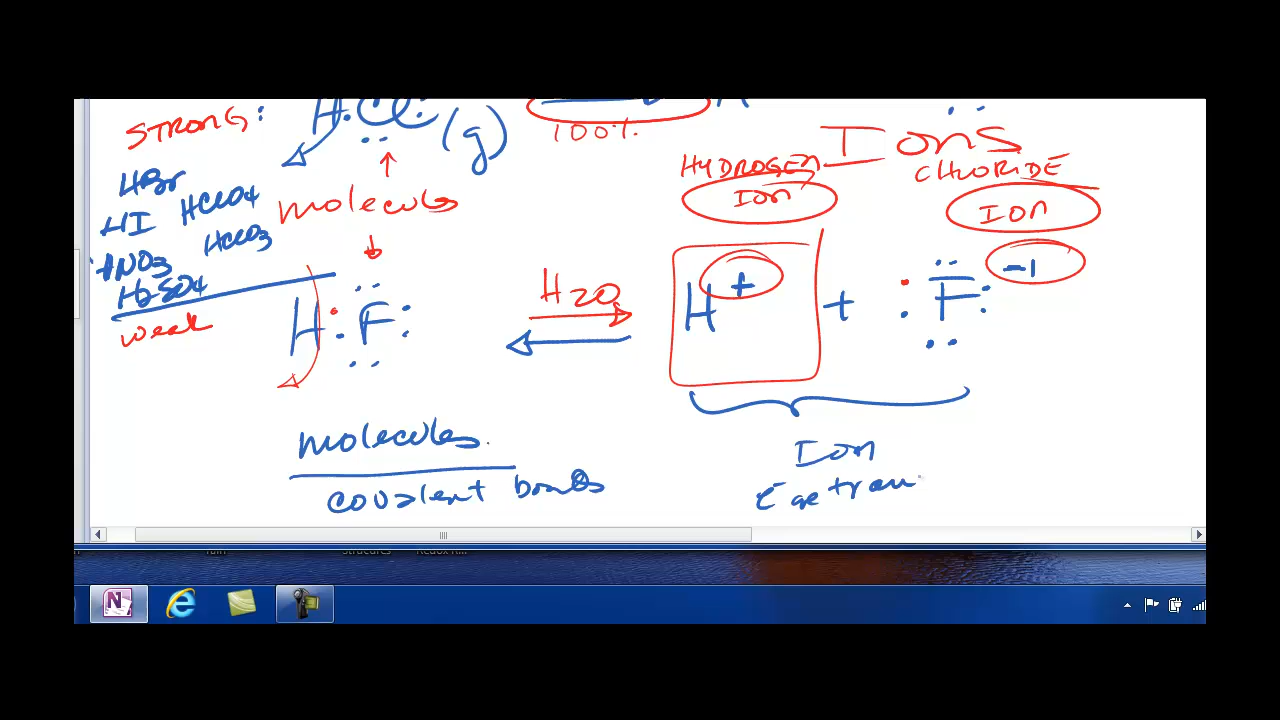 STRONG:
H:Cl (g)
100%
Ions
HBr
HI HClO4
HNO3 HClO3
H2SO4
weak
molecules
HYDROGEN
Ion
CHLORIDE
Ion
H:F
H2O
H + + F -1
molecules.
covalent bonds
Ion